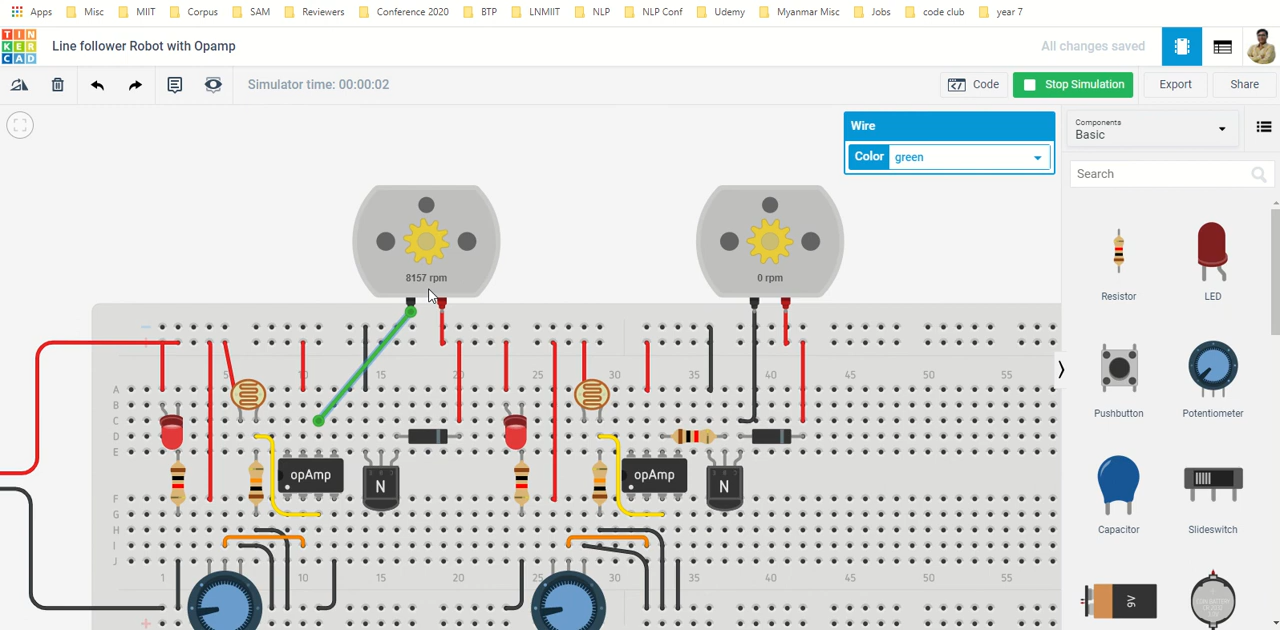 Apps Misc MIIT Corpus SAM Reviewers Conference 2020 BTP LNMIIT NLP NLP Conf Udemy Myanmar Misc Jobs code club year 7
TIN
KER
CAD
Line follower Robot with Opamp
All changes saved
Simulator time: 00:00:02
Code
Stop Simulation
Export
Share
Wire
Color green
Components
Basic
Search
Resistor
LED
Pushbutton
Potentiometer
Capacitor
Slideswitch
9V
8157 rpm
0 rpm
5 10 15 20 25 30 35 40 45 50 55
A
B
C
D
E
opAmp
N
opAmp
N
F
G
H
I
J
1 5 10 15 20 25 30 35 40 45 50 55